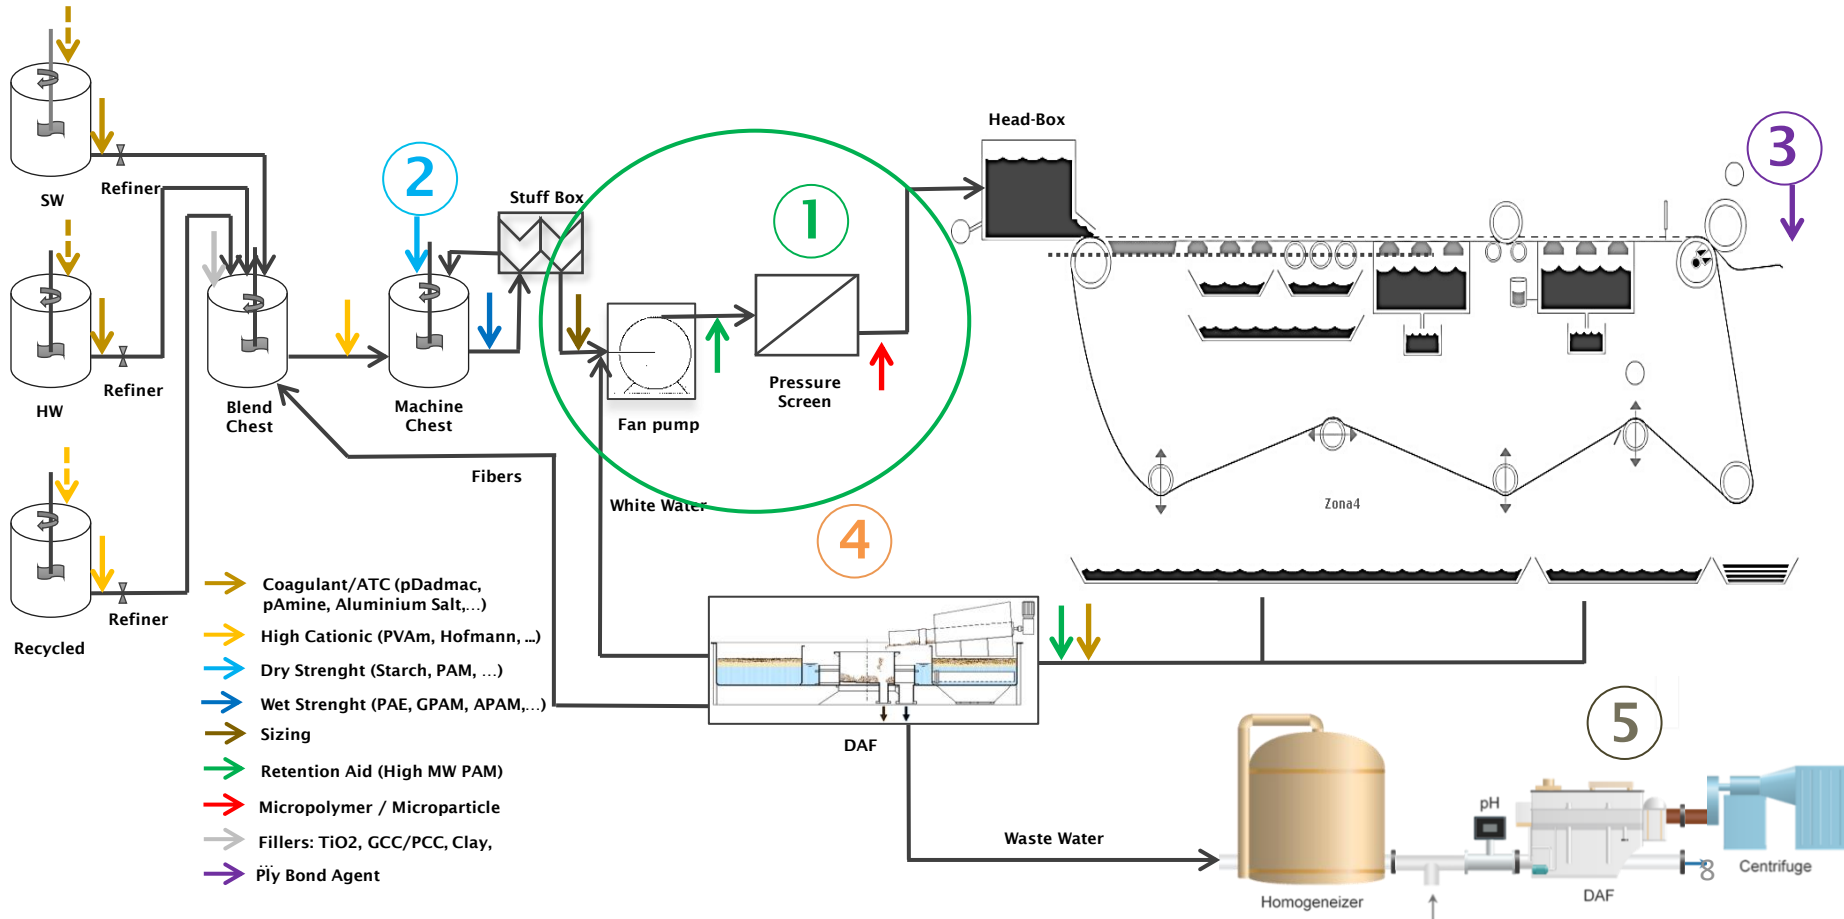 Head-Box
3
2
SW
Refiner
Stuff Box
1
HW
Refiner
Blend
Chest
Machine
Chest
Fan pump
Pressure
Screen
Fibers
White Water
Zona4
4
Recycled
Refiner
Coagulant/ATC (pDadmac,
pAmine, Aluminium Salt,...)
High Cationic (PVAm, Hofmann, ...)
Dry Strenght (Starch, PAM, ...)
Wet Strenght (PAE, GPAM, APAM,...)
Sizing
Retention Aid (High MW PAM)
Micropolymer / Microparticle
Fillers: TiO2, GCC/PCC, Clay,
...
Ply Bond Agent
DAF
5
Waste Water
pH
Homogeneizer
DAF
Centrifuge